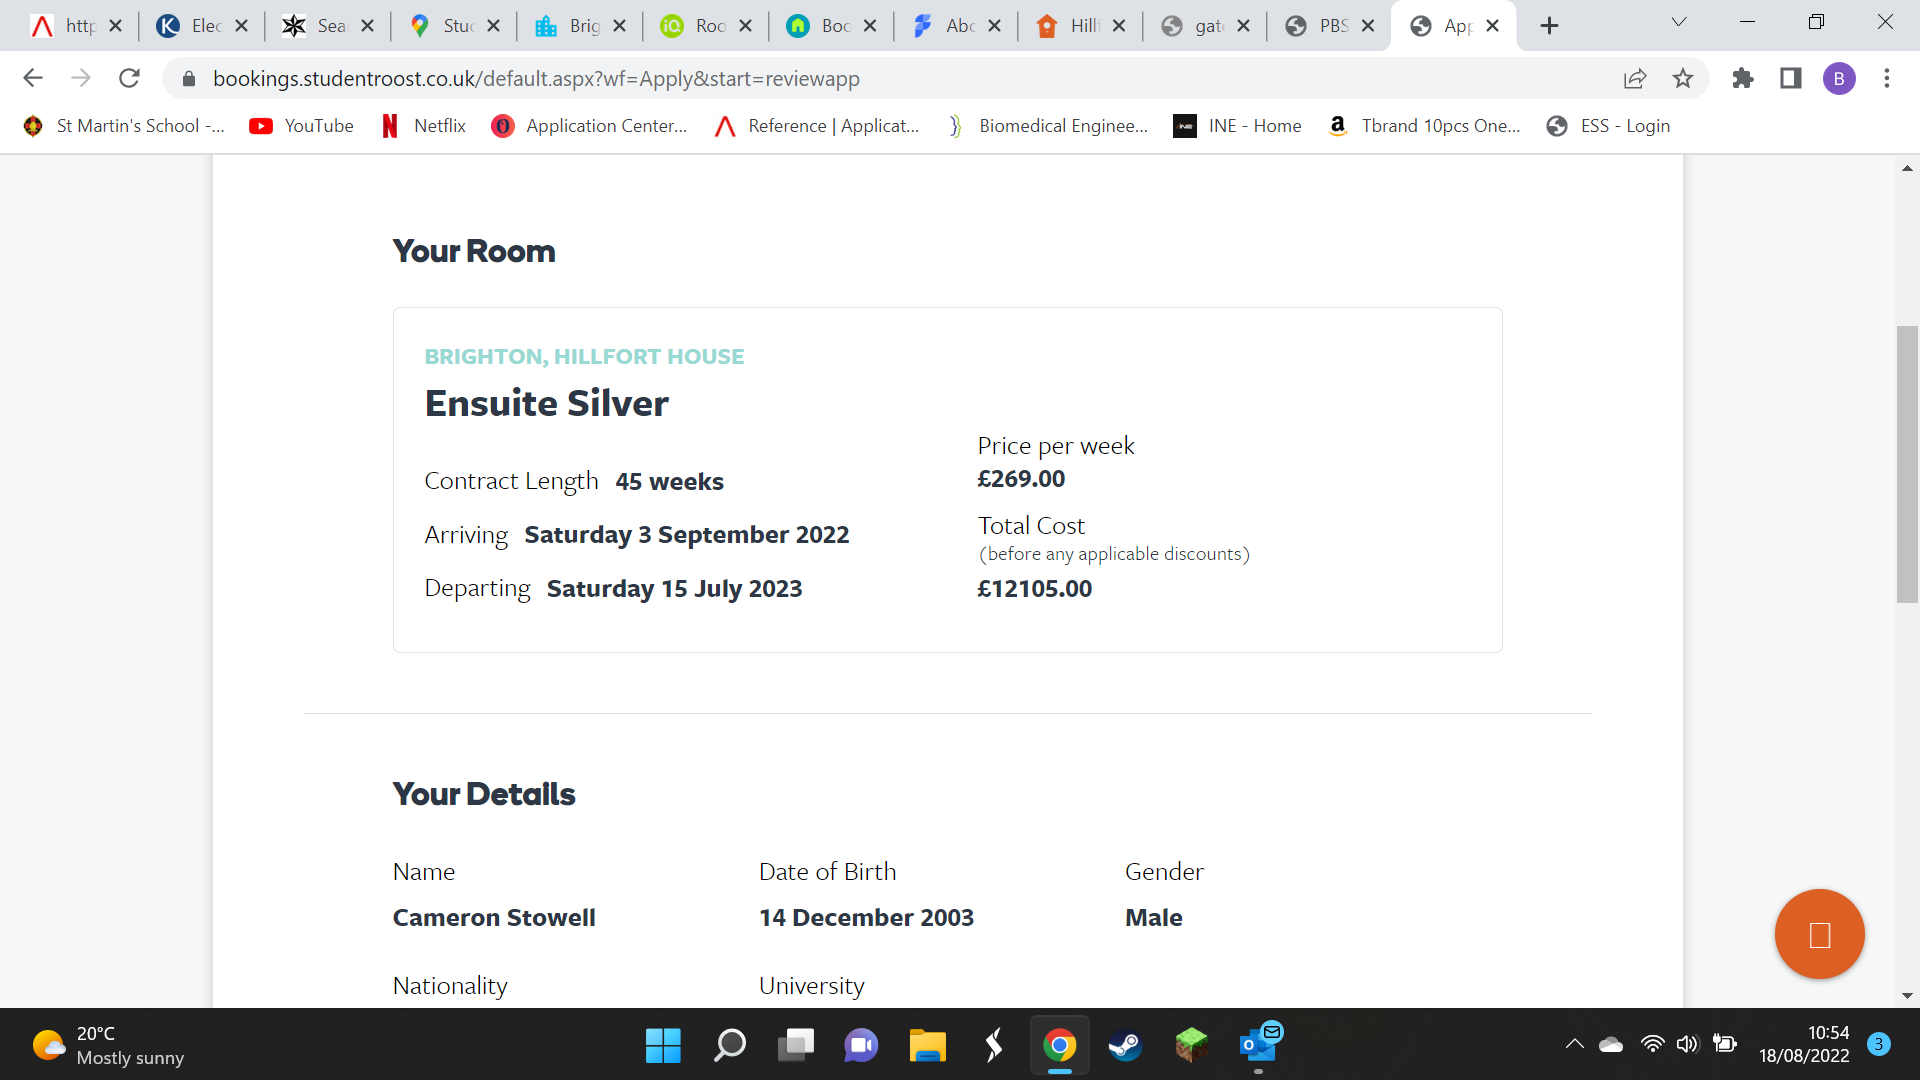 http
Elec
Sea
Stuc
Brig
Roo
Boo
Abo
Hillf
gat
PBS
App
bookings.studentroost.co.uk/default.aspx?wf=Apply&start=reviewapp
B
St Martin's School -...
YouTube
Netflix
Application Center...
Reference | Applicat...
Biomedical Enginee...
INE - Home
Tbrand 10pcs One...
ESS - Login
Your Room
BRIGHTON, HILLFORT HOUSE
Ensuite Silver
Contract Length 45 weeks
Arriving Saturday 3 September 2022
Departing Saturday 15 July 2023
Price per week
£269.00
Total Cost
(before any applicable discounts)
£12105.00
Your Details
Name
Date of Birth
Gender
Cameron Stowell
14 December 2003
Male
Nationality
University
20°C
Mostly sunny
10:54
18/08/2022
3